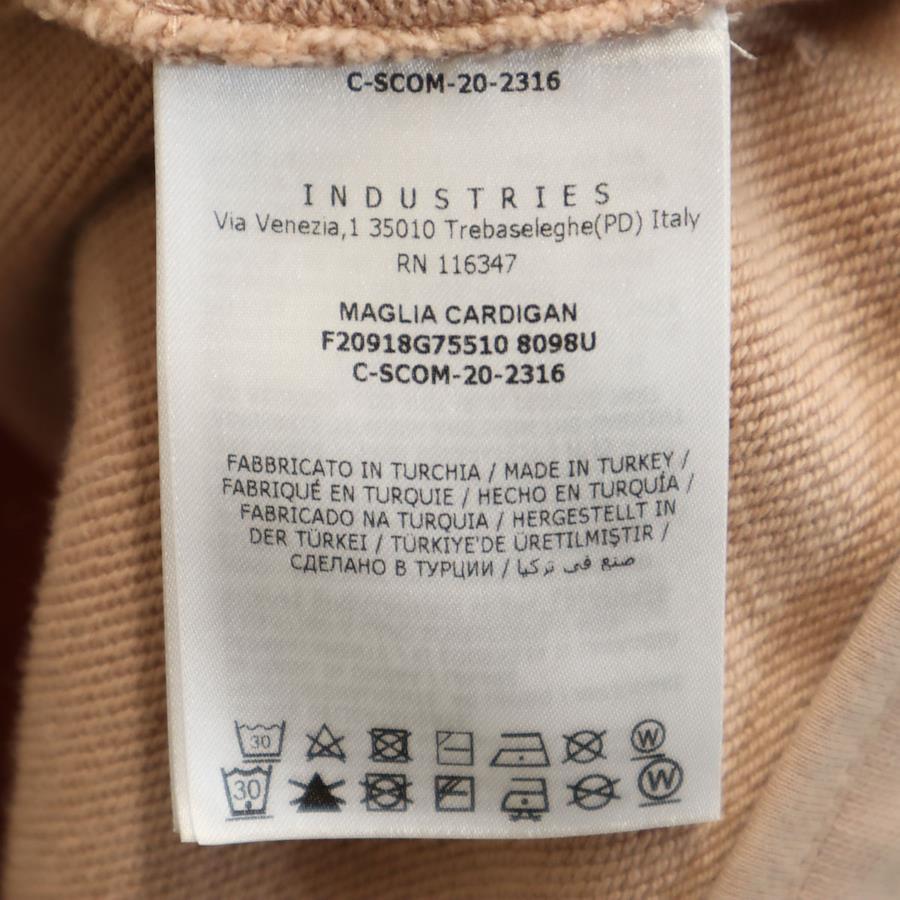 C-SCOM-20-2316
INDUSTRIES
Via Venezia,1 35010 Trebaseleghe(PD) Italy
RN 116347
MAGLIA CARDIGAN
F20918G75510 8098U
C-SCOM-20-2316
FABBRICATO IN TURCHIA / MADE IN TURKEY /
FABRIQUÉ EN TURQUIE / HECHO EN TURQUÍA /
FABRICADO NA TURQUIA / HERGESTELLT IN
DER TÜRKEI / TÜRKIYE'DE ÜRETILMIŞTIR /
СДЕЛАНО В ТУРЦИИ / صنع في تركيا
30 W
30 W